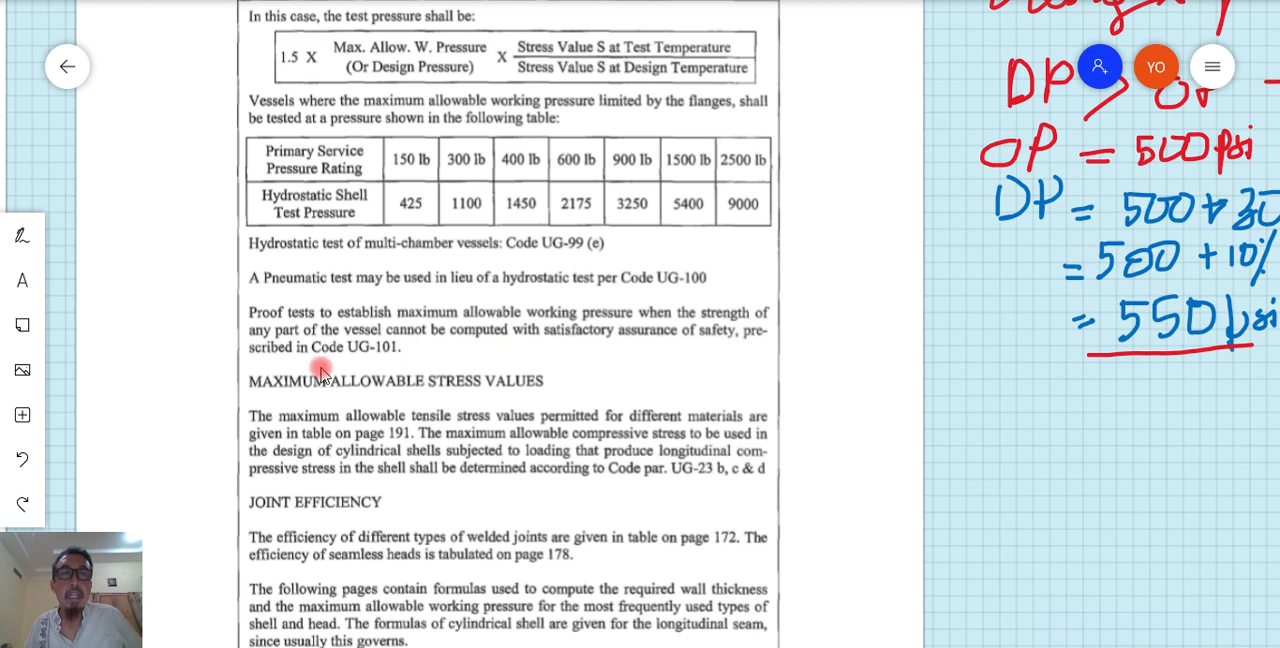 In this case, the test pressure shall be:
1.5 X Max. Allow. W. Pressure X Stress Value S at Test Temperature
(Or Design Pressure) Stress Value S at Design Temperature
Vessels where the maximum allowable working pressure limited by the flanges, shall
be tested at a pressure shown in the following table:
Primary Service Pressure Rating 150 lb 300 lb 400 lb 600 lb 900 lb 1500 lb 2500 lb
Hydrostatic Shell Test Pressure 425 1100 1450 2175 3250 5400 9000
Hydrostatic test of multi-chamber vessels: Code UG-99 (e)
A Pneumatic test may be used in lieu of a hydrostatic test per Code UG-100
Proof tests to establish maximum allowable working pressure when the strength of
any part of the vessel cannot be computed with satisfactory assurance of safety, pre-
scribed in Code UG-101.
MAXIMUM ALLOWABLE STRESS VALUES
The maximum allowable tensile stress values permitted for different materials are
given in table on page 191. The maximum allowable compressive stress to be used in
the design of cylindrical shells subjected to loading that produce longitudinal com-
pressive stress in the shell shall be determined according to Code par. UG-23 b, c & d
JOINT EFFICIENCY
The efficiency of different types of welded joints are given in table on page 172. The
efficiency of seamless heads is tabulated on page 178.
The following pages contain formulas used to compute the required wall thickness
and the maximum allowable working pressure for the most frequently used types of
shell and head. The formulas of cylindrical shell are given for the longitudinal seam,
since usually this governs.
YO
DP > OP
OP = 500 psi
DP = 500 + 30
= 500 + 10%
= 550 psi